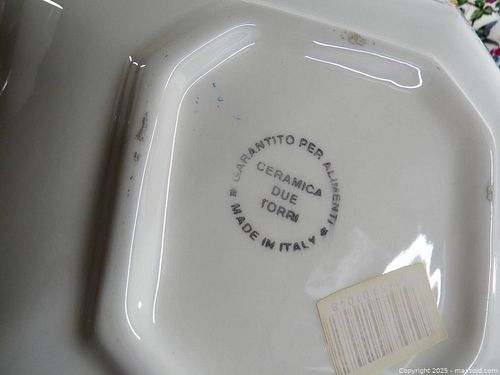 GARANTITO PER ALIMENTI
CERAMICA
DUE
TORRI
★ MADE IN ITALY ★
Copyright 2025 - maxsold.com